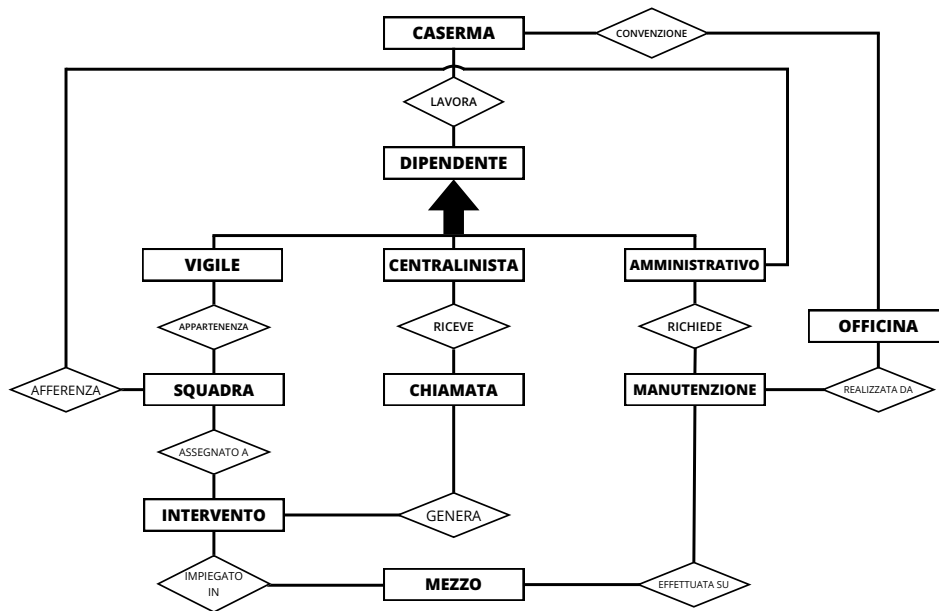 CASERMA
CONVENZIONE
LAVORA
DIPENDENTE
VIGILE
CENTRALINISTA
AMMINISTRATIVO
APPARTENENZA
RICEVE
RICHIEDE
OFFICINA
AFFERENZA
SQUADRA
CHIAMATA
MANUTENZIONE
REALIZZATA DA
ASSEGNATO A
INTERVENTO
GENERA
IMPIEGATO
IN
MEZZO
EFFETTUATA SU